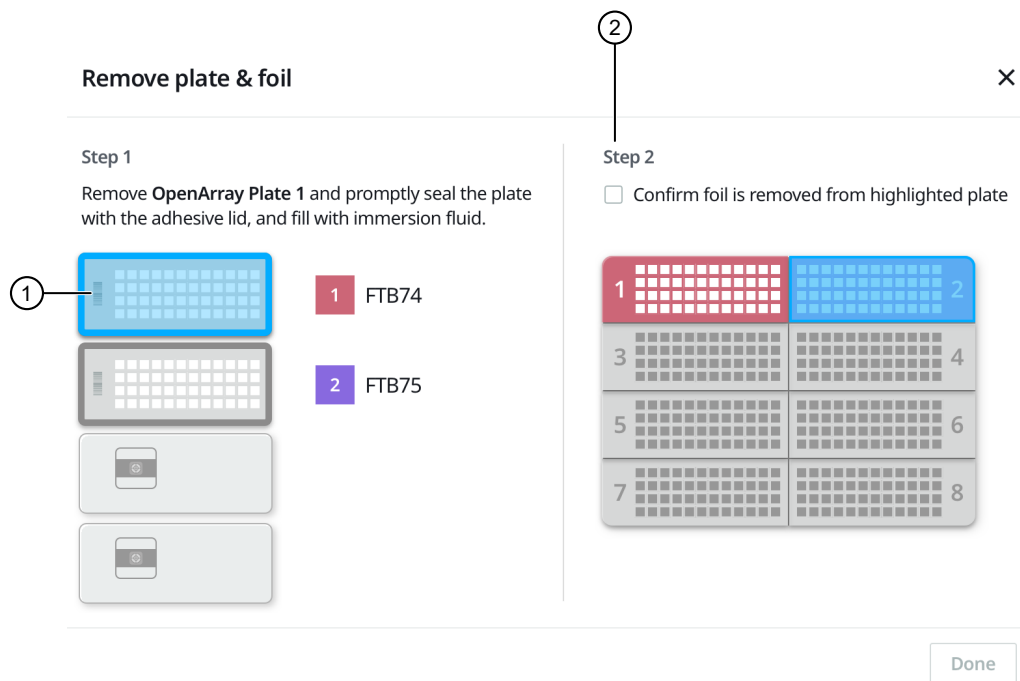 2
Remove plate & foil
Step 1
Remove OpenArray Plate 1 and promptly seal the plate
with the adhesive lid, and fill with immersion fluid.
1
1 FTB74
2 FTB75
Step 2
Confirm foil is removed from highlighted plate
1 2
3 4
5 6
7 8
Done